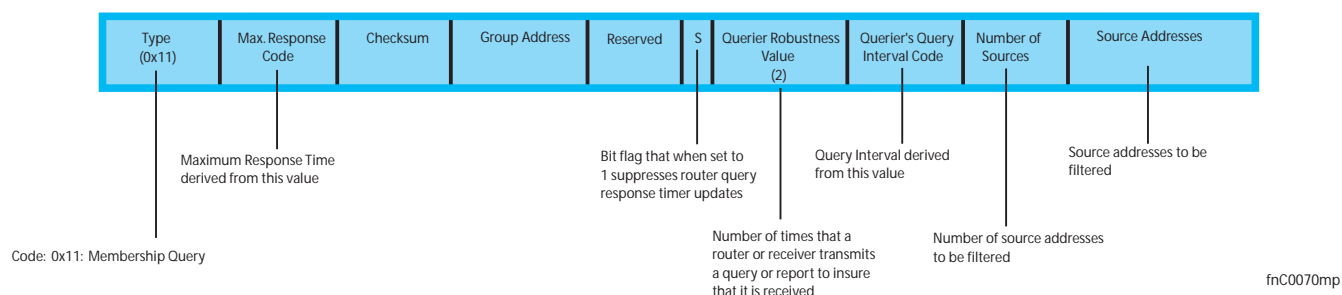 Type
(0x11)
Max. Response
Code
Checksum
Group Address
Reserved
S
Querier Robustness
Value
(2)
Querier's Query
Interval Code
Number of
Sources
Source Addresses
Maximum Response Time
derived from this value
Bit flag that when set to
1 suppresses router query
response timer updates
Query Interval derived
from this value
Source addresses to be
filtered
Code: 0x11: Membership Query
Number of times that a
router or receiver transmits
a query or report to insure
that it is received
Number of source addresses
to be filtered
fnC0070mp